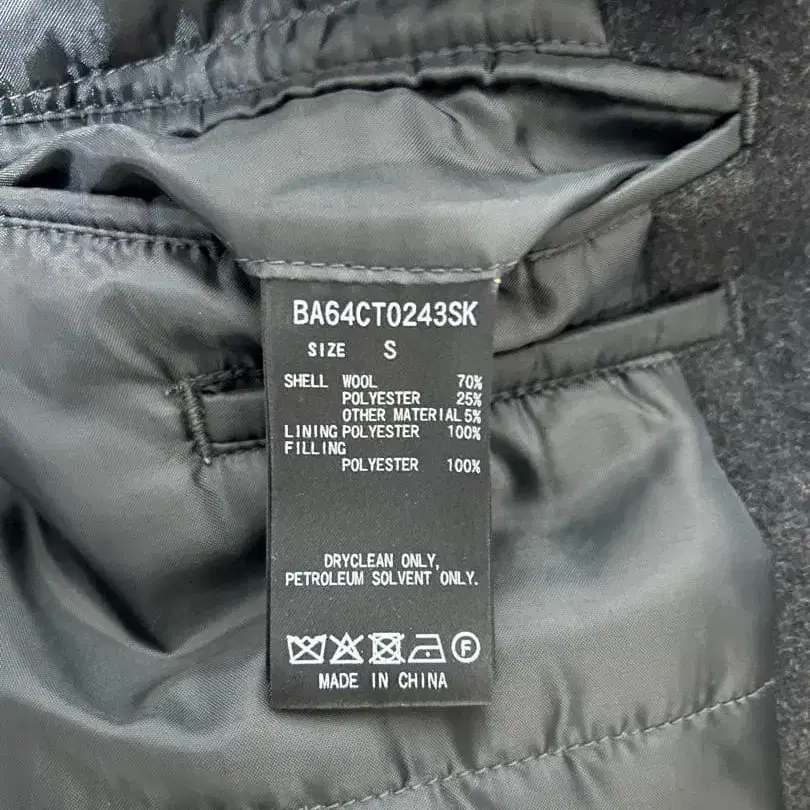 BA64CT0243SK
SIZE S
SHELL WOOL 70%
POLYESTER 25%
OTHER MATERIAL 5%
LINING POLYESTER 100%
FILLING
POLYESTER 100%
DRYCLEAN ONLY,
PETROLEUM SOLVENT ONLY.
F
MADE IN CHINA